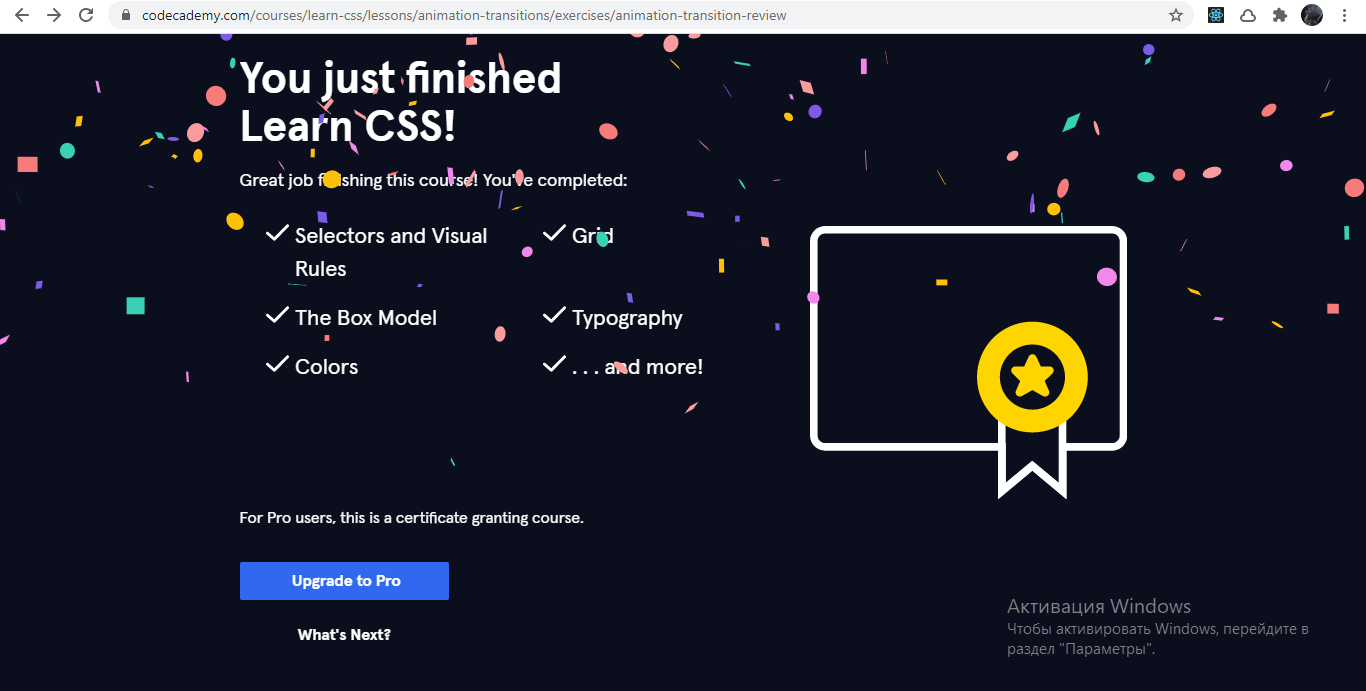 codecademy.com/courses/learn-css/lessons/animation-transitions/exercises/animation-transition-review
You just finished
Learn CSS!
Great job finishing this course! You've completed:
Selectors and Visual
Rules
The Box Model
Colors
Grid
Typography
. . . and more!
For Pro users, this is a certificate granting course.
Upgrade to Pro
What's Next?
Активация Windows
Чтобы активировать Windows, перейдите в
раздел "Параметры".